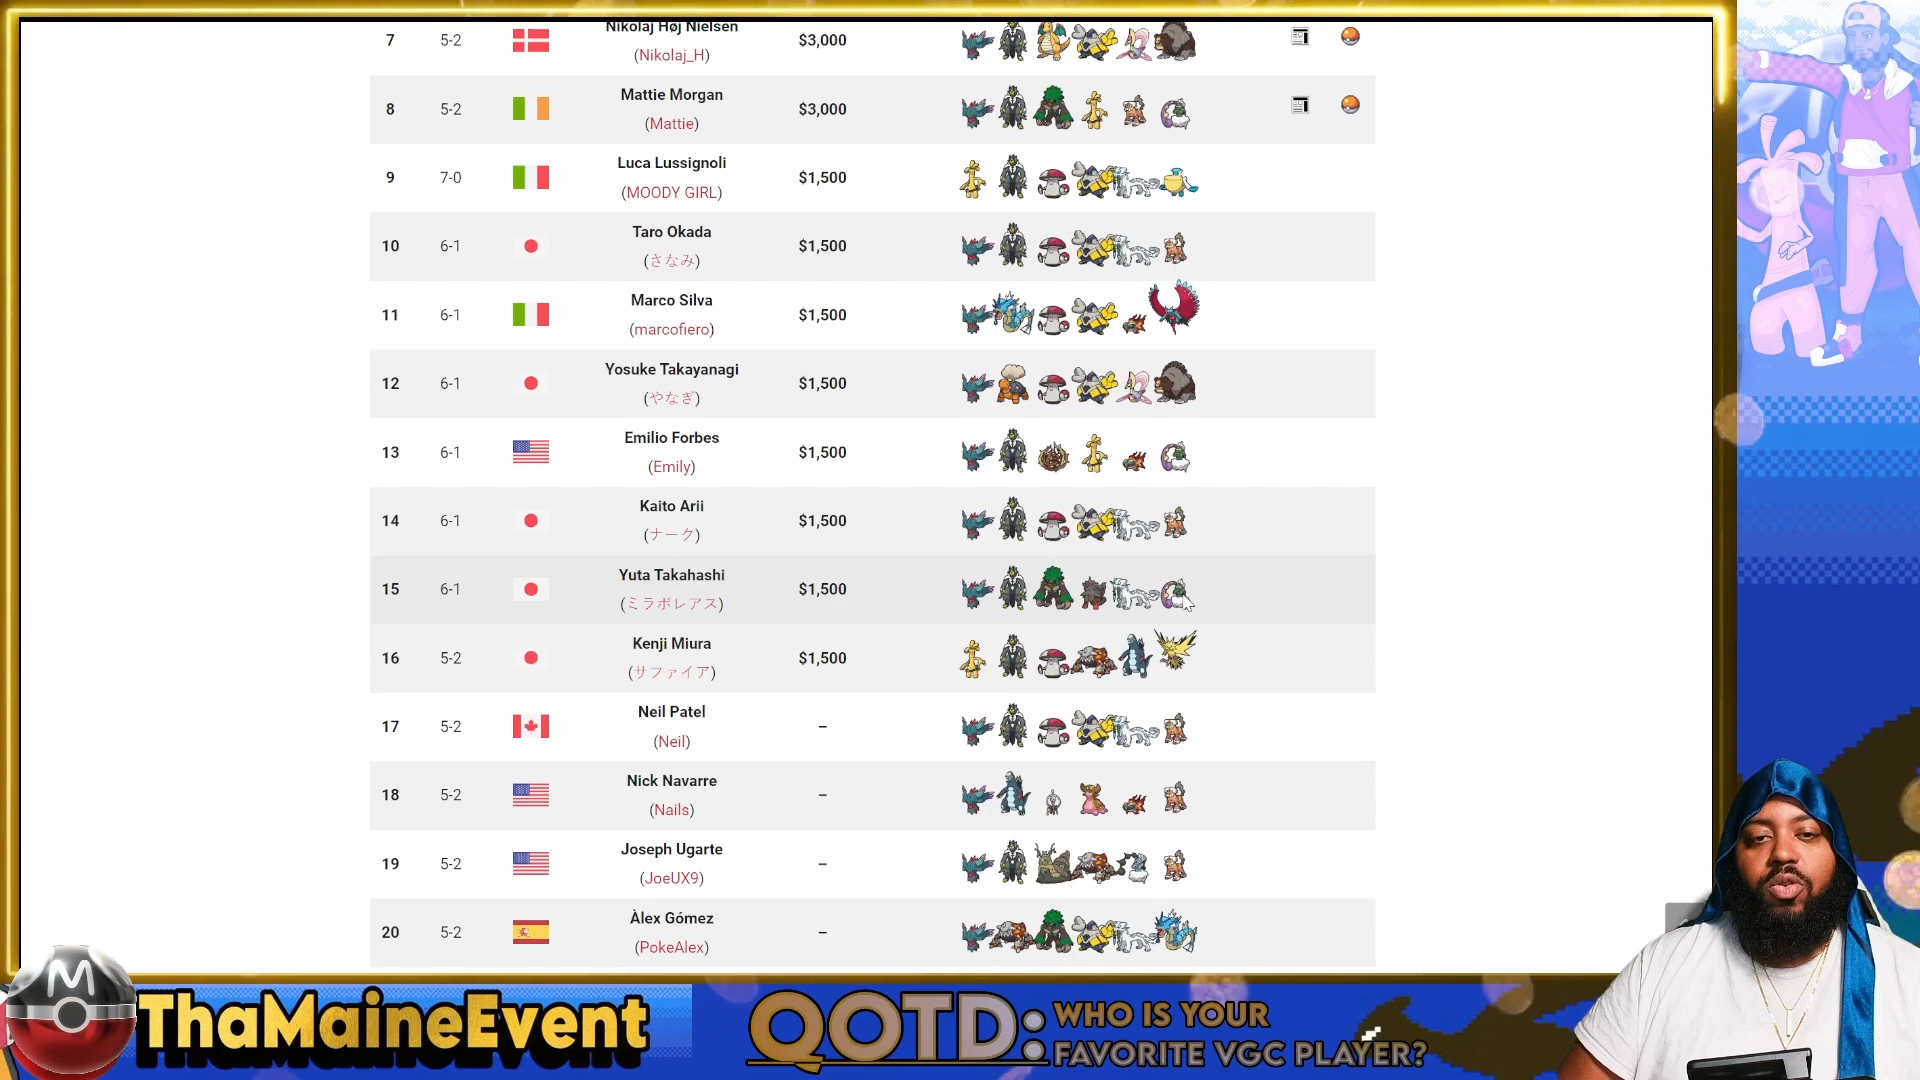 7 5-2 Nikolaj Høj Nielsen $3,000
(Nikolaj_H)
8 5-2 Mattie Morgan $3,000
(Mattie)
9 7-0 Luca Lussignoli $1,500
(MOODY GIRL)
10 6-1 Taro Okada $1,500
(さなみ)
11 6-1 Marco Silva $1,500
(marcofiero)
12 6-1 Yosuke Takayanagi $1,500
(やなぎ)
13 6-1 Emilio Forbes $1,500
(Emily)
14 6-1 Kaito Arii $1,500
(ナーク)
15 6-1 Yuta Takahashi $1,500
(ミラボレアス)
16 5-2 Kenji Miura $1,500
(サファイア)
17 5-2 Neil Patel –
(Neil)
18 5-2 Nick Navarre –
(Nails)
19 5-2 Joseph Ugarte –
(JoeUX9)
20 5-2 Àlex Gómez –
(PokeAlex)
M
ThaMaineEvent
QOTD: WHO IS YOUR
FAVORITE VGC PLAYER?